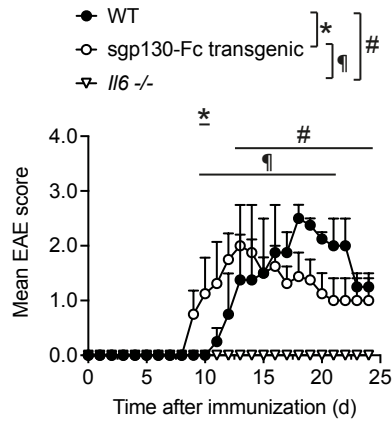 WT
sgp130-Fc transgenic
Il6 -/-
*
¶
#
*
#
¶
4.0
3.0
2.0
1.0
0.0
Mean EAE score
0 5 10 15 20 25
Time after immunization (d)